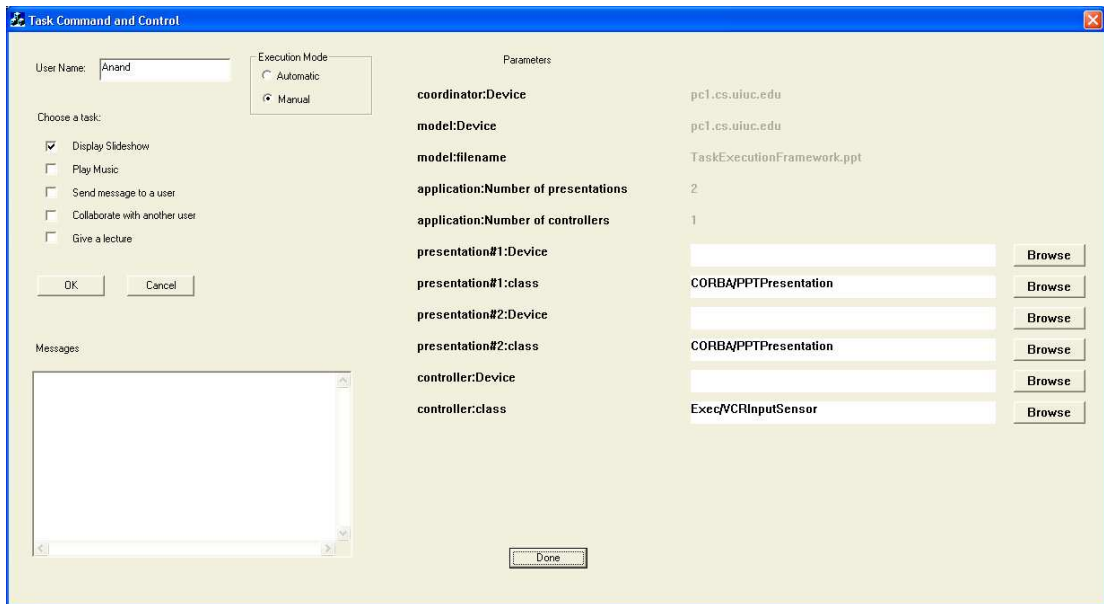 Task Command and Control
User Name: Anand
Execution Mode
Automatic
Manual
Choose a task:
Display Slideshow
Play Music
Send message to a user
Collaborate with another user
Give a lecture
OK Cancel
Messages
Parameters
coordinator:Device pc1.cs.uiuc.edu
model:Device pc1.cs.uiuc.edu
model:filename TaskExecutionFramework.ppt
application:Number of presentations 2
application:Number of controllers 1
presentation#1:Device Browse
presentation#1:class CORBA/PPTPresentation Browse
presentation#2:Device Browse
presentation#2:class CORBA/PPTPresentation Browse
controller:Device Browse
controller:class Exec/VCRInputSensor Browse
Done